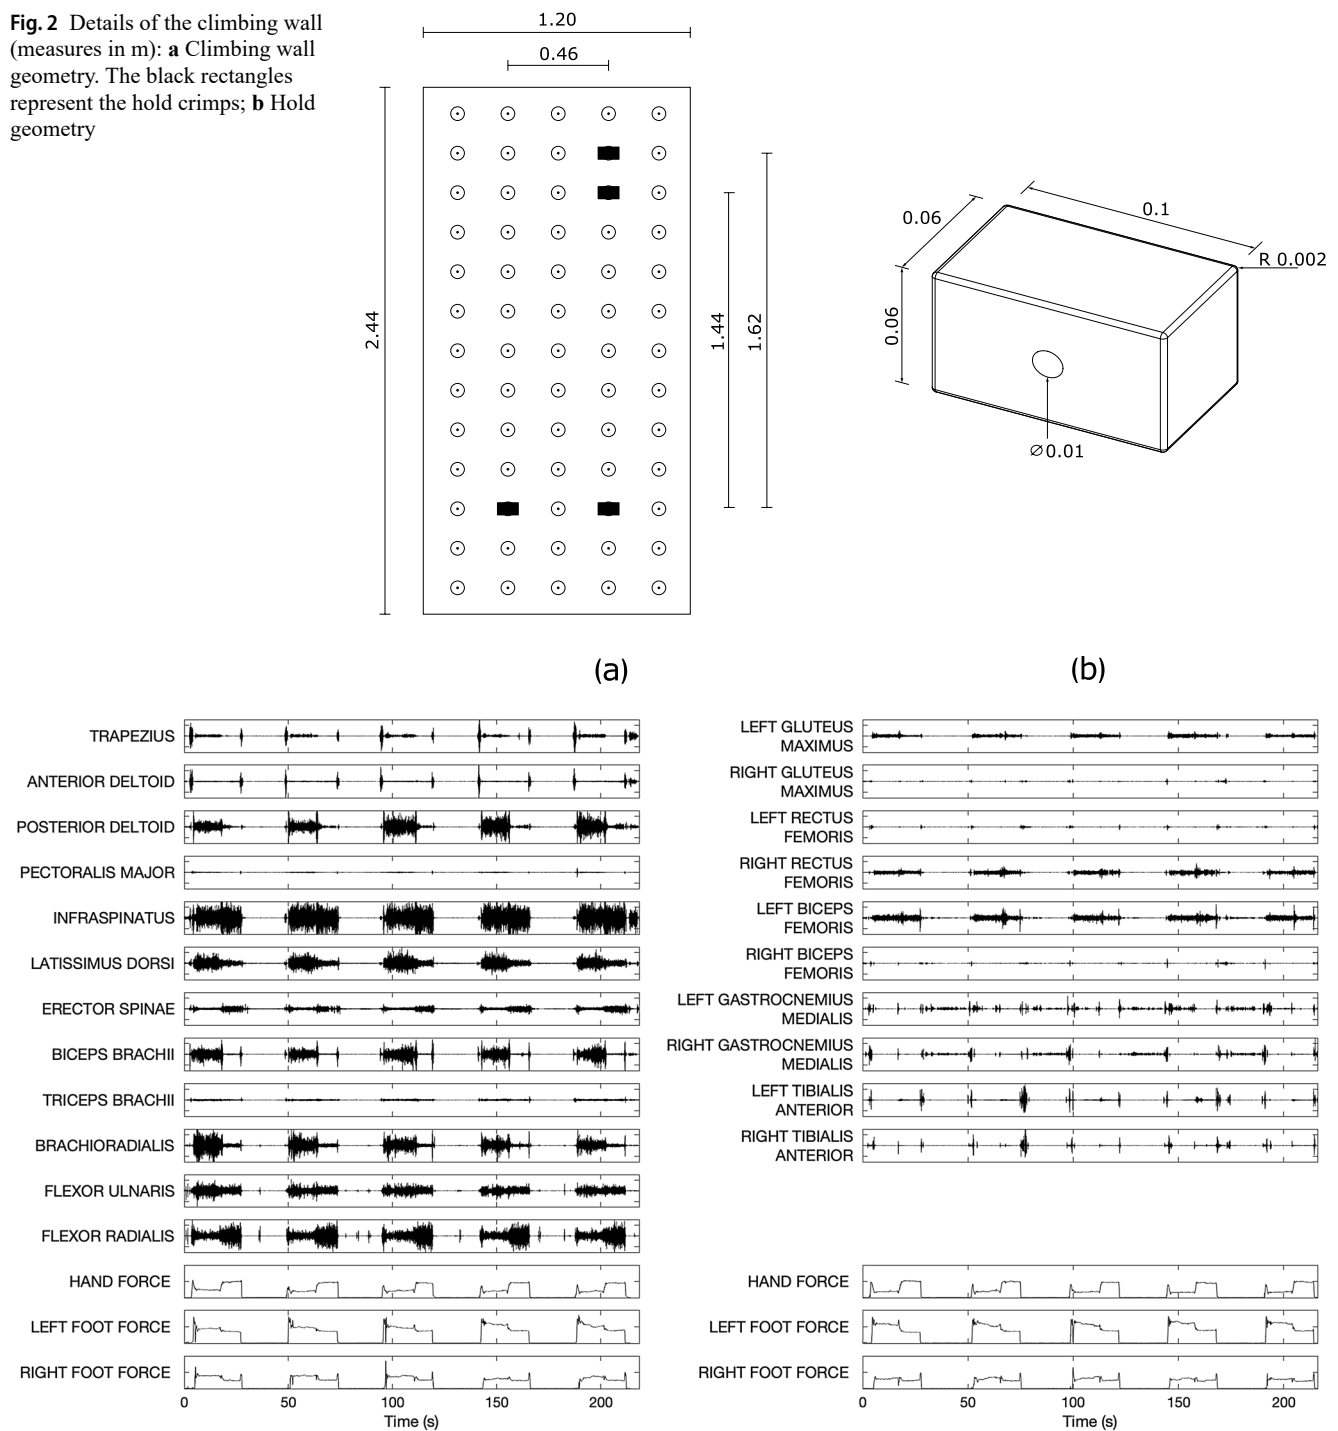 Fig. 2 Details of the climbing wall
(measures in m): a Climbing wall
geometry. The black rectangles
represent the hold crimps; b Hold
geometry
1.20
0.46
2.44
1.44
1.62
0.06
0.1
R 0.002
0.06
⌀0.01
(a)
(b)
TRAPEZIUS
ANTERIOR DELTOID
POSTERIOR DELTOID
PECTORALIS MAJOR
INFRASPINATUS
LATISSIMUS DORSI
ERECTOR SPINAE
BICEPS BRACHII
TRICEPS BRACHII
BRACHIORADIALIS
FLEXOR ULNARIS
FLEXOR RADIALIS
HAND FORCE
LEFT FOOT FORCE
RIGHT FOOT FORCE
0 50 100 150 200
Time (s)
LEFT GLUTEUS
MAXIMUS
RIGHT GLUTEUS
MAXIMUS
LEFT RECTUS
FEMORIS
RIGHT RECTUS
FEMORIS
LEFT BICEPS
FEMORIS
RIGHT BICEPS
FEMORIS
LEFT GASTROCNEMIUS
MEDIALIS
RIGHT GASTROCNEMIUS
MEDIALIS
LEFT TIBIALIS
ANTERIOR
RIGHT TIBIALIS
ANTERIOR
HAND FORCE
LEFT FOOT FORCE
RIGHT FOOT FORCE
0 50 100 150 200
Time (s)